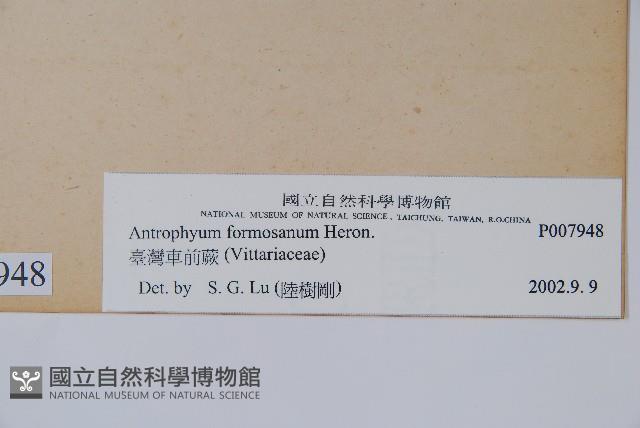 國立自然科學博物館
NATIONAL MUSEUM OF NATURAL SCIENCE, TAICHUNG, TAIWAN, R.O.CHINA
Antrophyum formosanum Heron. P007948
臺灣車前蕨 (Vittariaceae)
Det. by S. G. Lu (陸樹剛) 2002.9. 9
948
國立自然科學博物館
NATIONAL MUSEUM OF NATURAL SCIENCE